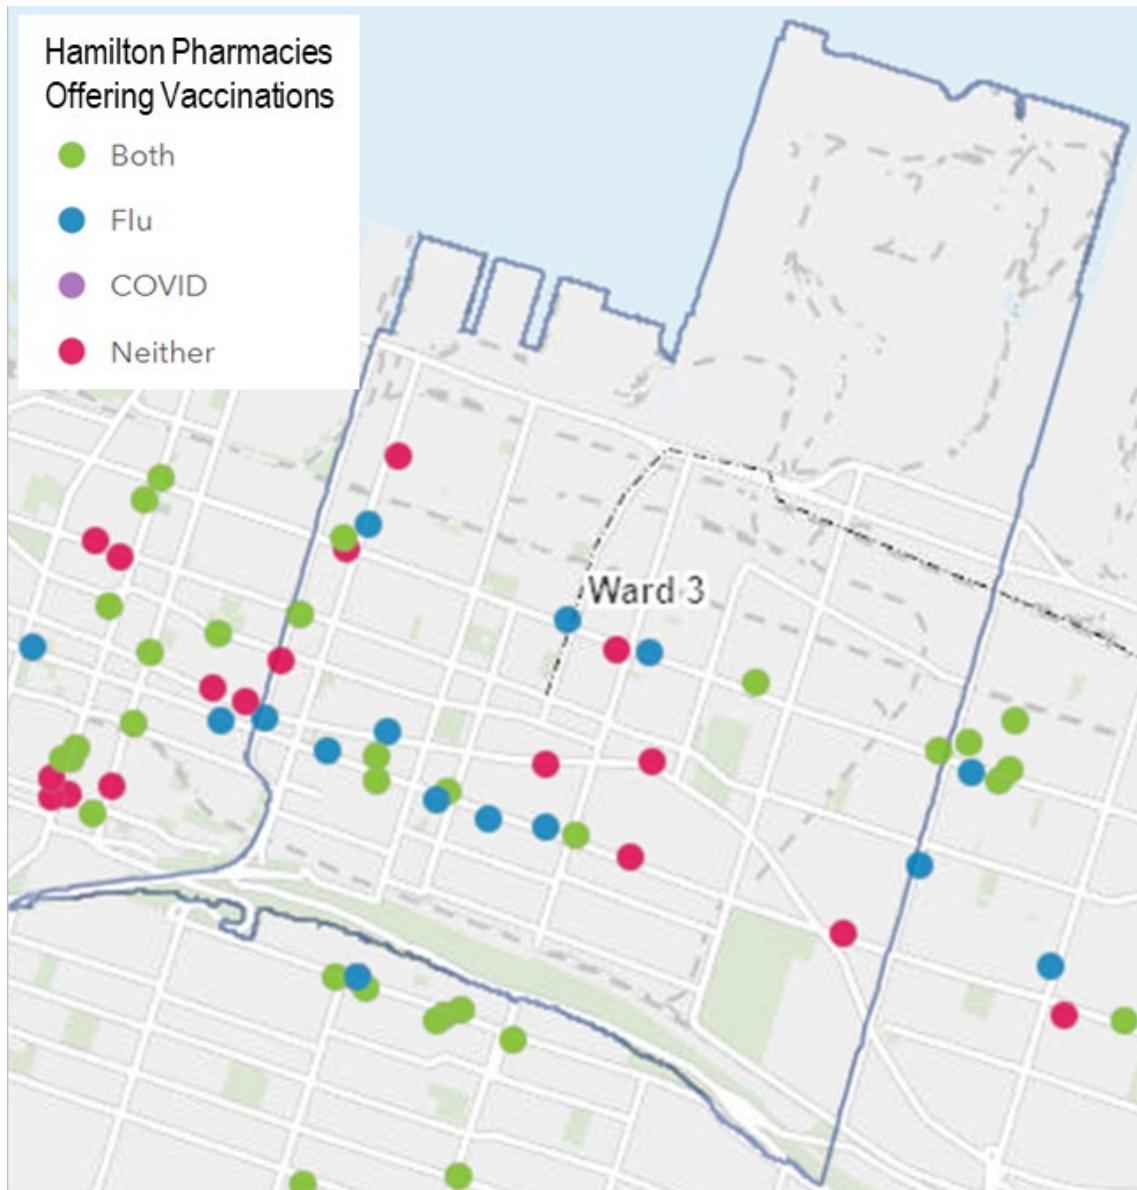 Hamilton Pharmacies
Offering Vaccinations
Both
Flu
COVID
Neither
Ward 3